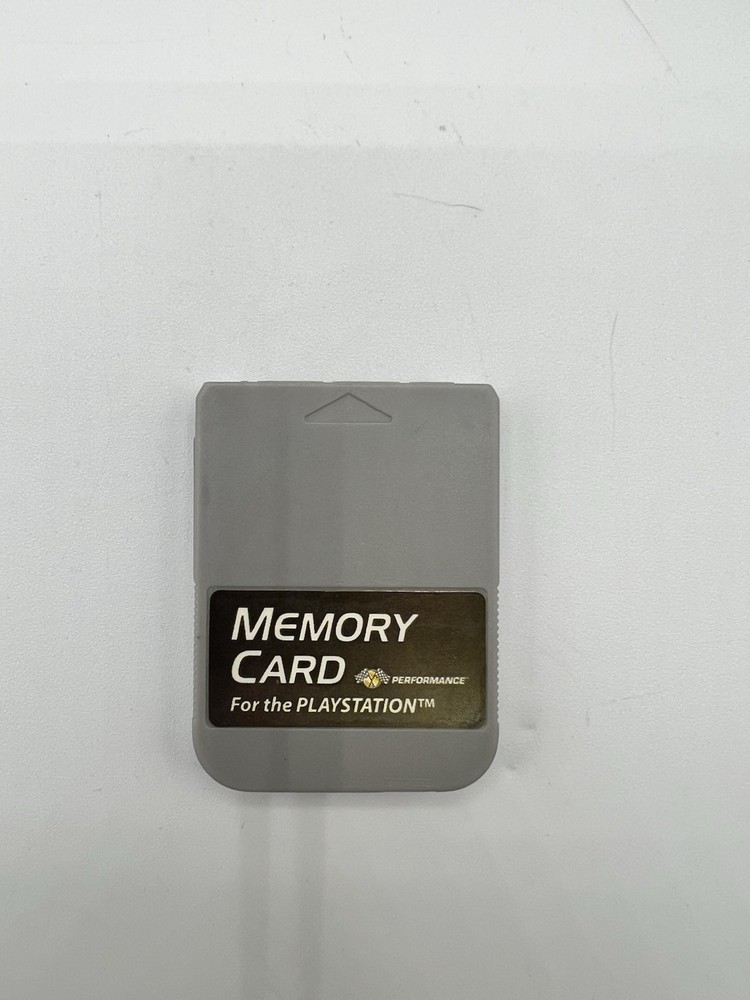 MEMORY
CARD PERFORMANCE
For the PLAYSTATION™